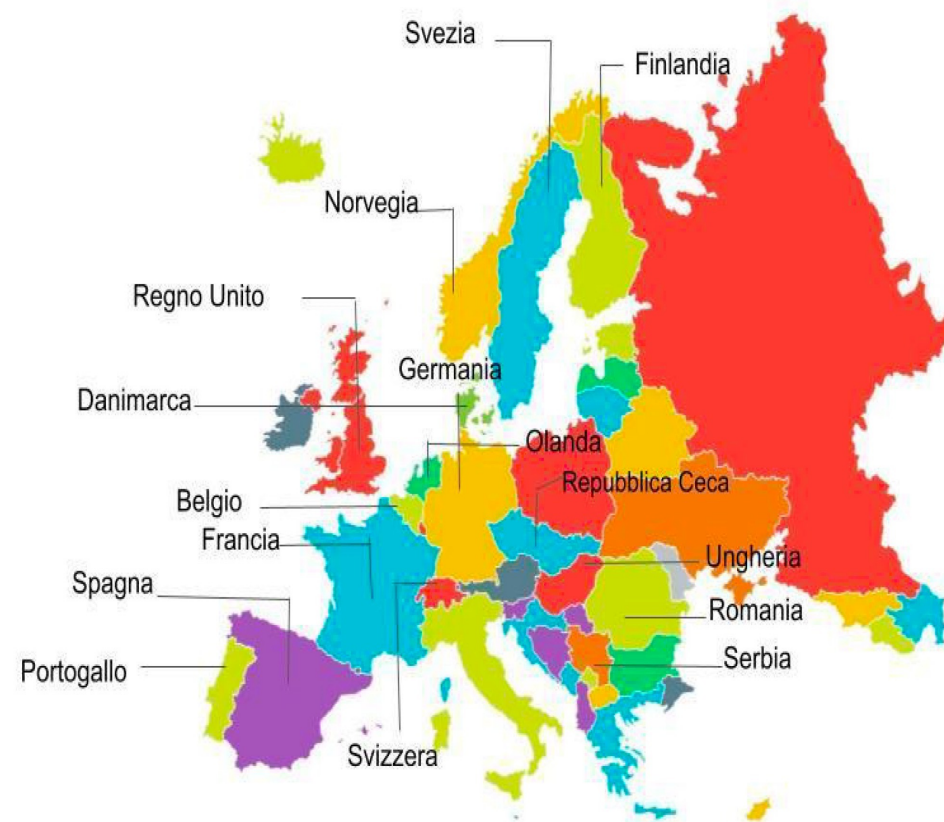 Svezia
Finlandia
Norvegia
Regno Unito
Germania
Danimarca
Olanda
Repubblica Ceca
Belgio
Francia
Ungheria
Spagna
Romania
Serbia
Portogallo
Svizzera